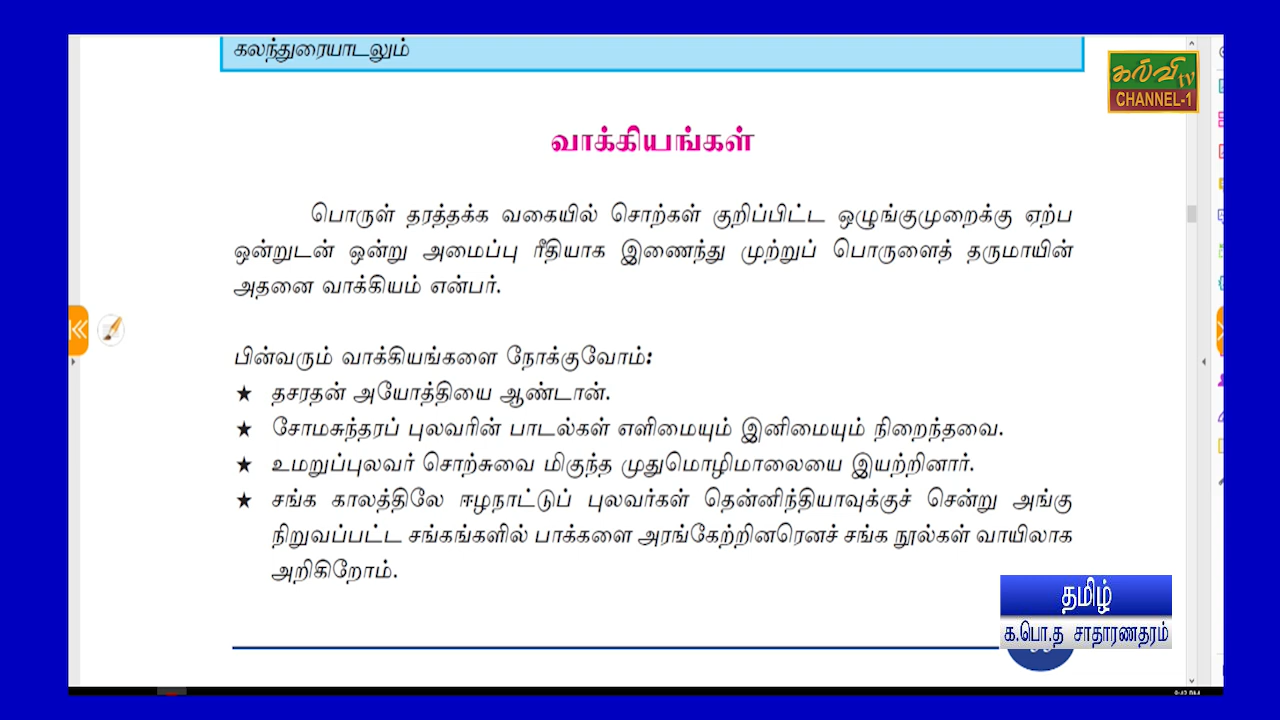 கலந்துரையாடலும்
கல்வி tv
CHANNEL-1
வாக்கியங்கள்
பொருள் தரத்தக்க வகையில் சொற்கள் குறிப்பிட்ட ஒழுங்குமுறைக்கு ஏற்ப
ஒன்றுடன் ஒன்று அமைப்பு ரீதியாக இணைந்து முற்றுப் பொருளைத் தருமாயின்
அதனை வாக்கியம் என்பர்.
பின்வரும் வாக்கியங்களை நோக்குவோம்:
★ தசரதன் அயோத்தியை ஆண்டான்.
★ சோமசுந்தரப் புலவரின் பாடல்கள் எளிமையும் இனிமையும் நிறைந்தவை.
★ உமறுப்புலவர் சொற்சுவை மிகுந்த முதுமொழிமாலையை இயற்றினார்.
★ சங்க காலத்திலே ஈழநாட்டுப் புலவர்கள் தென்னிந்தியாவுக்குச் சென்று அங்கு
நிறுவப்பட்ட சங்கங்களில் பாக்களை அரங்கேற்றினரெனச் சங்க நூல்கள் வாயிலாக
அறிகிறோம்.
தமிழ்
க.பொ.த சாதாரணதரம்